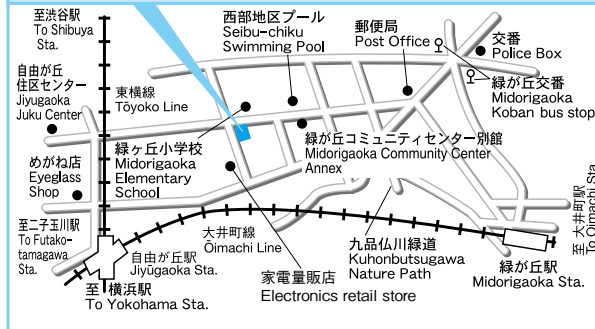 至渋谷駅
To Shibuya
Sta.
西部地区プール
Seibu-chiku
Swimming Pool
郵便局
Post Office
交番
Police Box
自由が丘
住区センター
Jiyugaoka
Juku Center
東横線
Tōyoko Line
緑が丘交番
Midorigaoka
Koban bus stop
緑ヶ丘小学校
Midorigaoka
Elementary
School
緑が丘コミュニティセンター別館
Midorigaoka Community Center
Annex
めがね店
Eyeglass
Shop
至二子玉川駅
To Futako-
tamagawa
Sta.
大井町線
Ōimachi Line
自由が丘駅
Jiyūgaoka Sta.
九品仏川緑道
Kuhonbutsugawa
Nature Path
至大井町駅
To Oimachi Sta.
緑が丘駅
Midorigaoka Sta.
家電量販店
Electronics retail store
至 横浜駅
To Yokohama Sta.